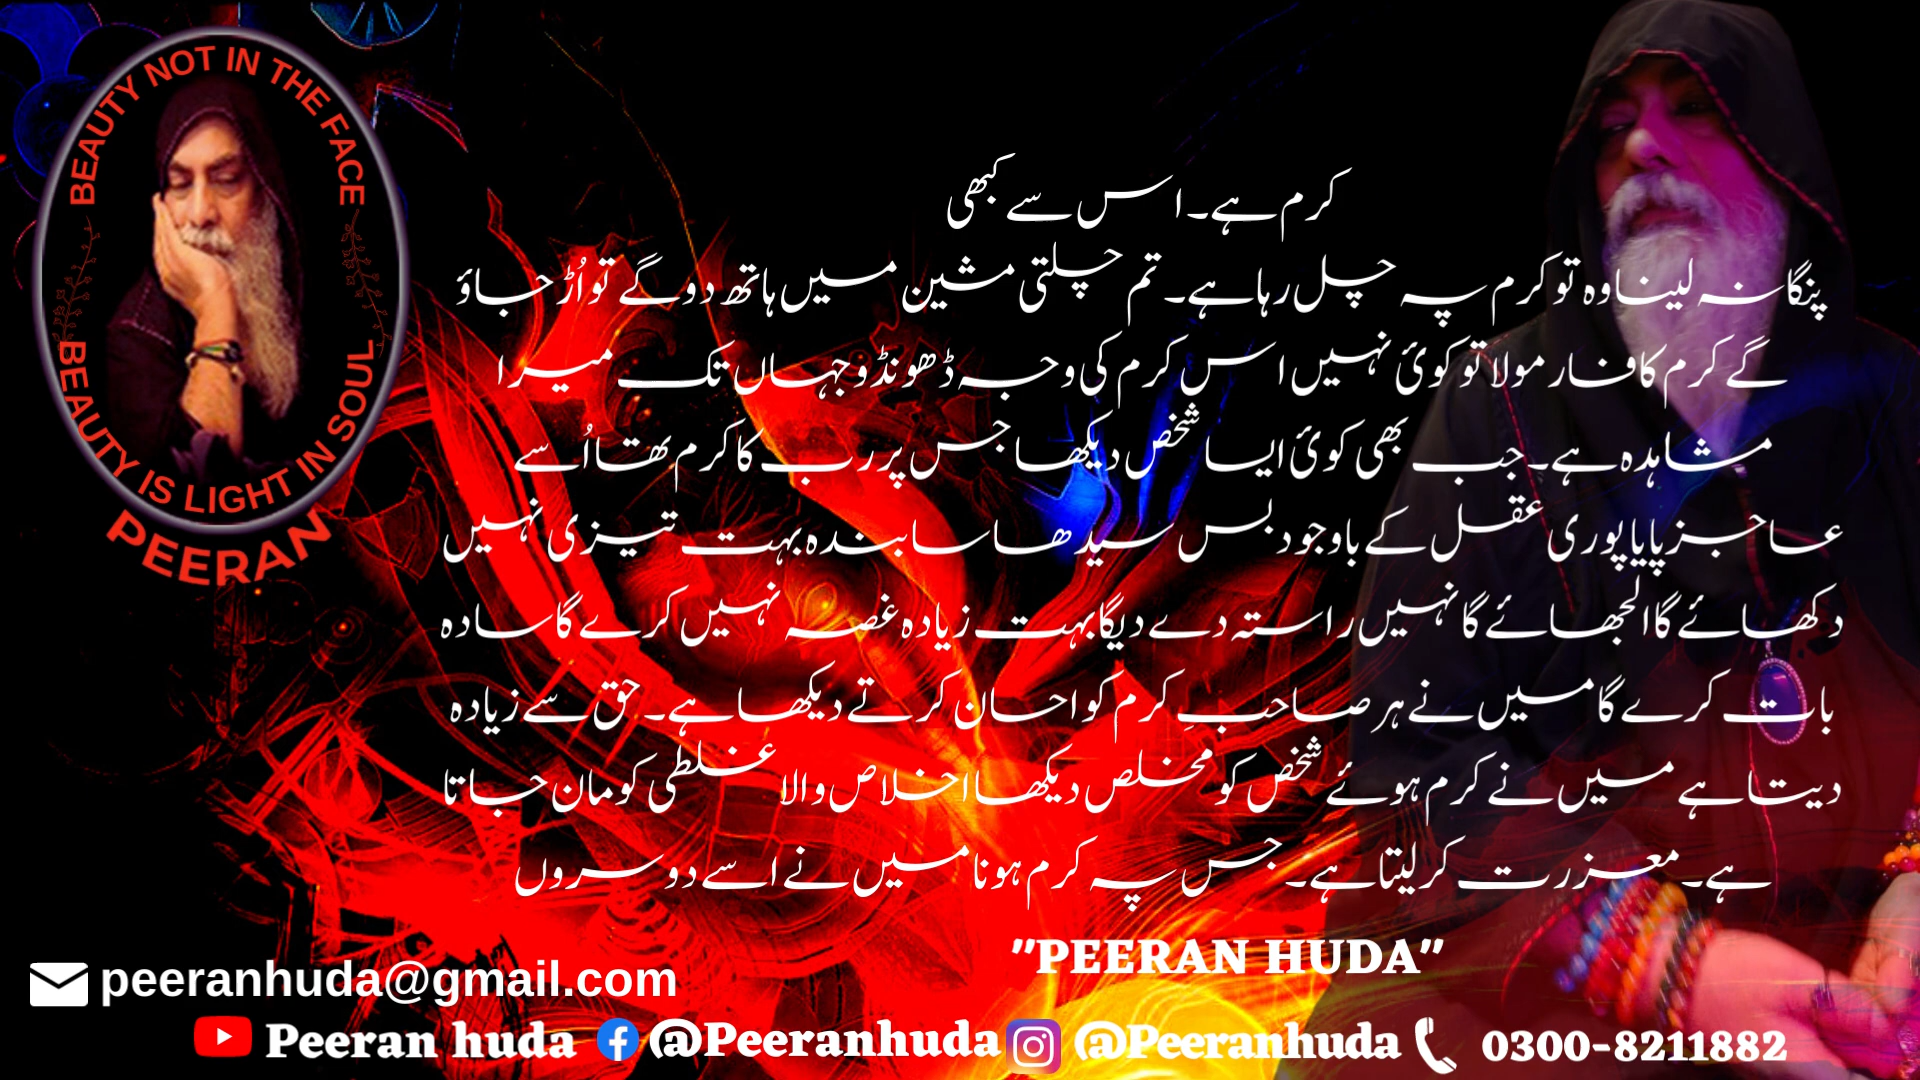 BEAUTY NOT IN THE FACE
BEAUTY IS LIGHT IN SOUL
PEERAN
کرم ہے۔ اس سے کبھی
پنگا نہ لینا وہ تو کرم پہ چل رہا ہے۔ تم چلتی مشین میں ہاتھ دو گے تو اُڑ جاؤ
گے کرم کا فارمولا تو کوئ نہیں اس کرم کی وجہ ڈھونڈو جہاں تک میرا
مشاہدہ ہے۔ جب بھی کوئ ایسا شخص دیکھا جس پر رب کا کرم تھا اُسے
عاجز پایا پوری عقل کے باوجود بس سیدھا سا بندہ بہت تیزی نہیں
دکھائے گا الجھائے گا نہیں راستہ دے دیگا بہت زیادہ غصہ نہیں کرے گا سادہ
بات کرے گا میں نے ہر صاحبِ کرم کو احسان کرتے دیکھا ہے۔ حق سے زیادہ
دیتا ہے میں نے کرم ہوئے شخص کو مخلص دیکھا اخلاص والا غلطی کو مان جاتا
ہے۔ معزرت کر لیتا ہے۔ جس پہ کرم ہونا میں نے اسے دوسروں
"PEERAN HUDA"
peeranhuda@gmail.com
Peeran huda @Peeranhuda @Peeranhuda 0300-8211882